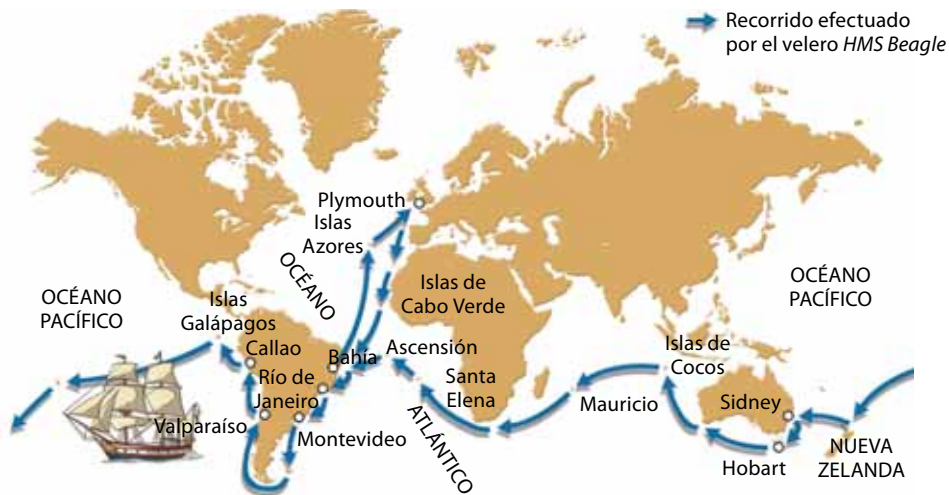 Recorrido efectuado
por el velero HMS Beagle
Plymouth
Islas
Azores
OCÉANO
ATLÁNTICO
OCÉANO
PACÍFICO
Islas
Galápagos
Callao
Bahía
Río de
Janeiro
Valparaíso
Montevideo
Islas de
Cabo Verde
Ascensión
Santa
Elena
Mauricio
Islas de
Cocos
OCÉANO
PACÍFICO
Sidney
Hobart
NUEVA
ZELANDA